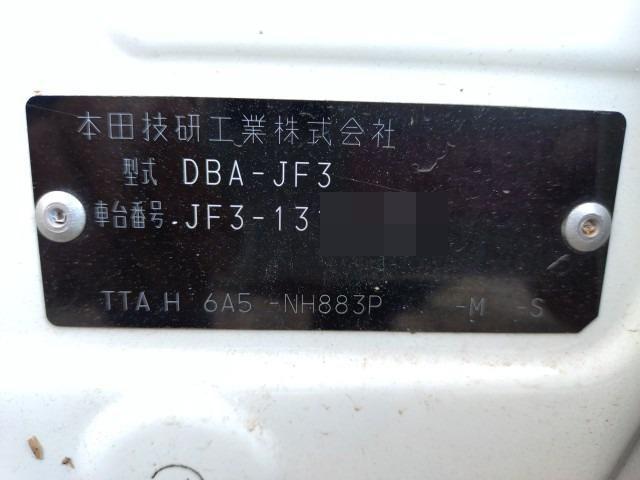 本田技研工業株式会社
型式 DBA-JF3
車台番号 JF3-13
TTA H 6A5 -NH883P -M -S